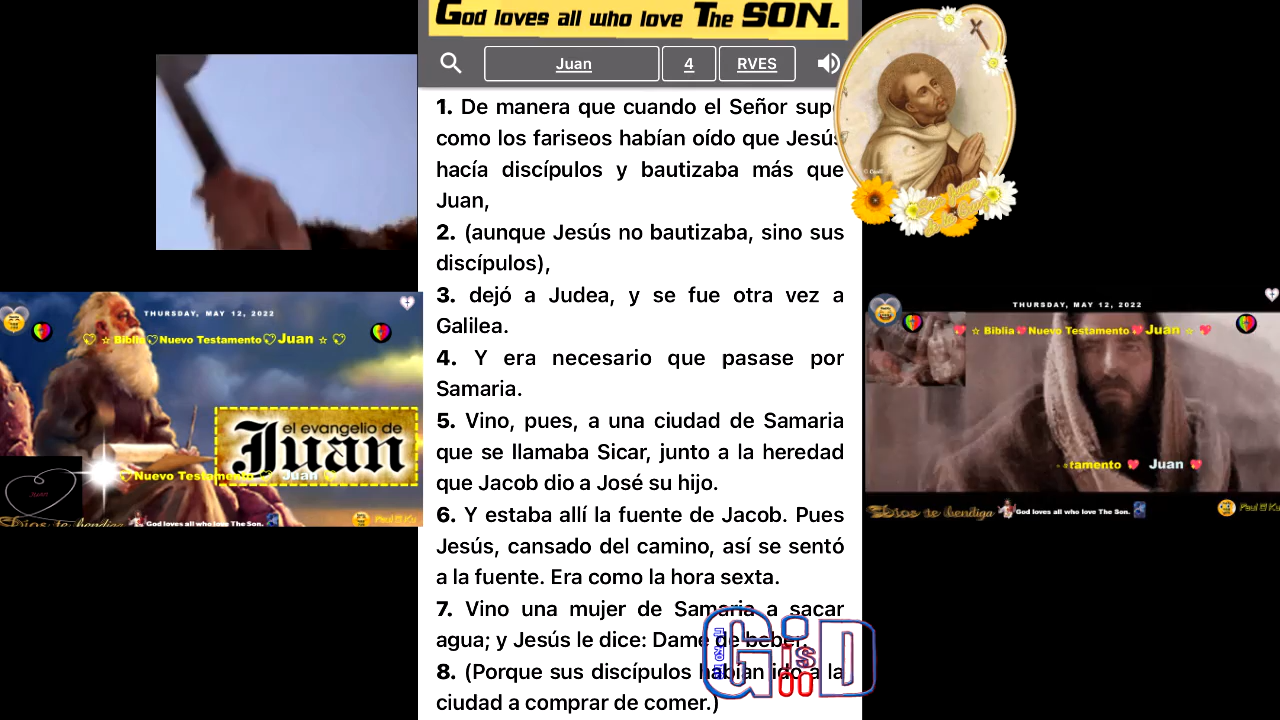 God loves all who love The SON.
Juan 4 RVES
1. De manera que cuando el Señor supo
como los fariseos habían oído que Jesús
hacía discípulos y bautizaba más que
Juan,
2. (aunque Jesús no bautizaba, sino sus
discípulos),
3. dejó a Judea, y se fue otra vez a
Galilea.
4. Y era necesario que pasase por
Samaria.
5. Vino, pues, a una ciudad de Samaria
que se llamaba Sicar, junto a la heredad
que Jacob dio a José su hijo.
6. Y estaba allí la fuente de Jacob. Pues
Jesús, cansado del camino, así se sentó
a la fuente. Era como la hora sexta.
7. Vino una mujer de Samaria a sacar
agua; y Jesús le dice: Dame de beber.
8. (Porque sus discípulos habían ido a la
ciudad a comprar de comer.)
THURSDAY, MAY 12, 2022
☆ Biblia Nuevo Testamento Juan ☆
el evangelio de
Juan
Nuevo Testamento Juan
Juan
Dios te bendiga
God loves all who love The Son.
THURSDAY, MAY 12, 2022
☆ Biblia Nuevo Testamento Juan ☆
tamento Juan
Dios te bendiga
God loves all who love The Son.
GisD